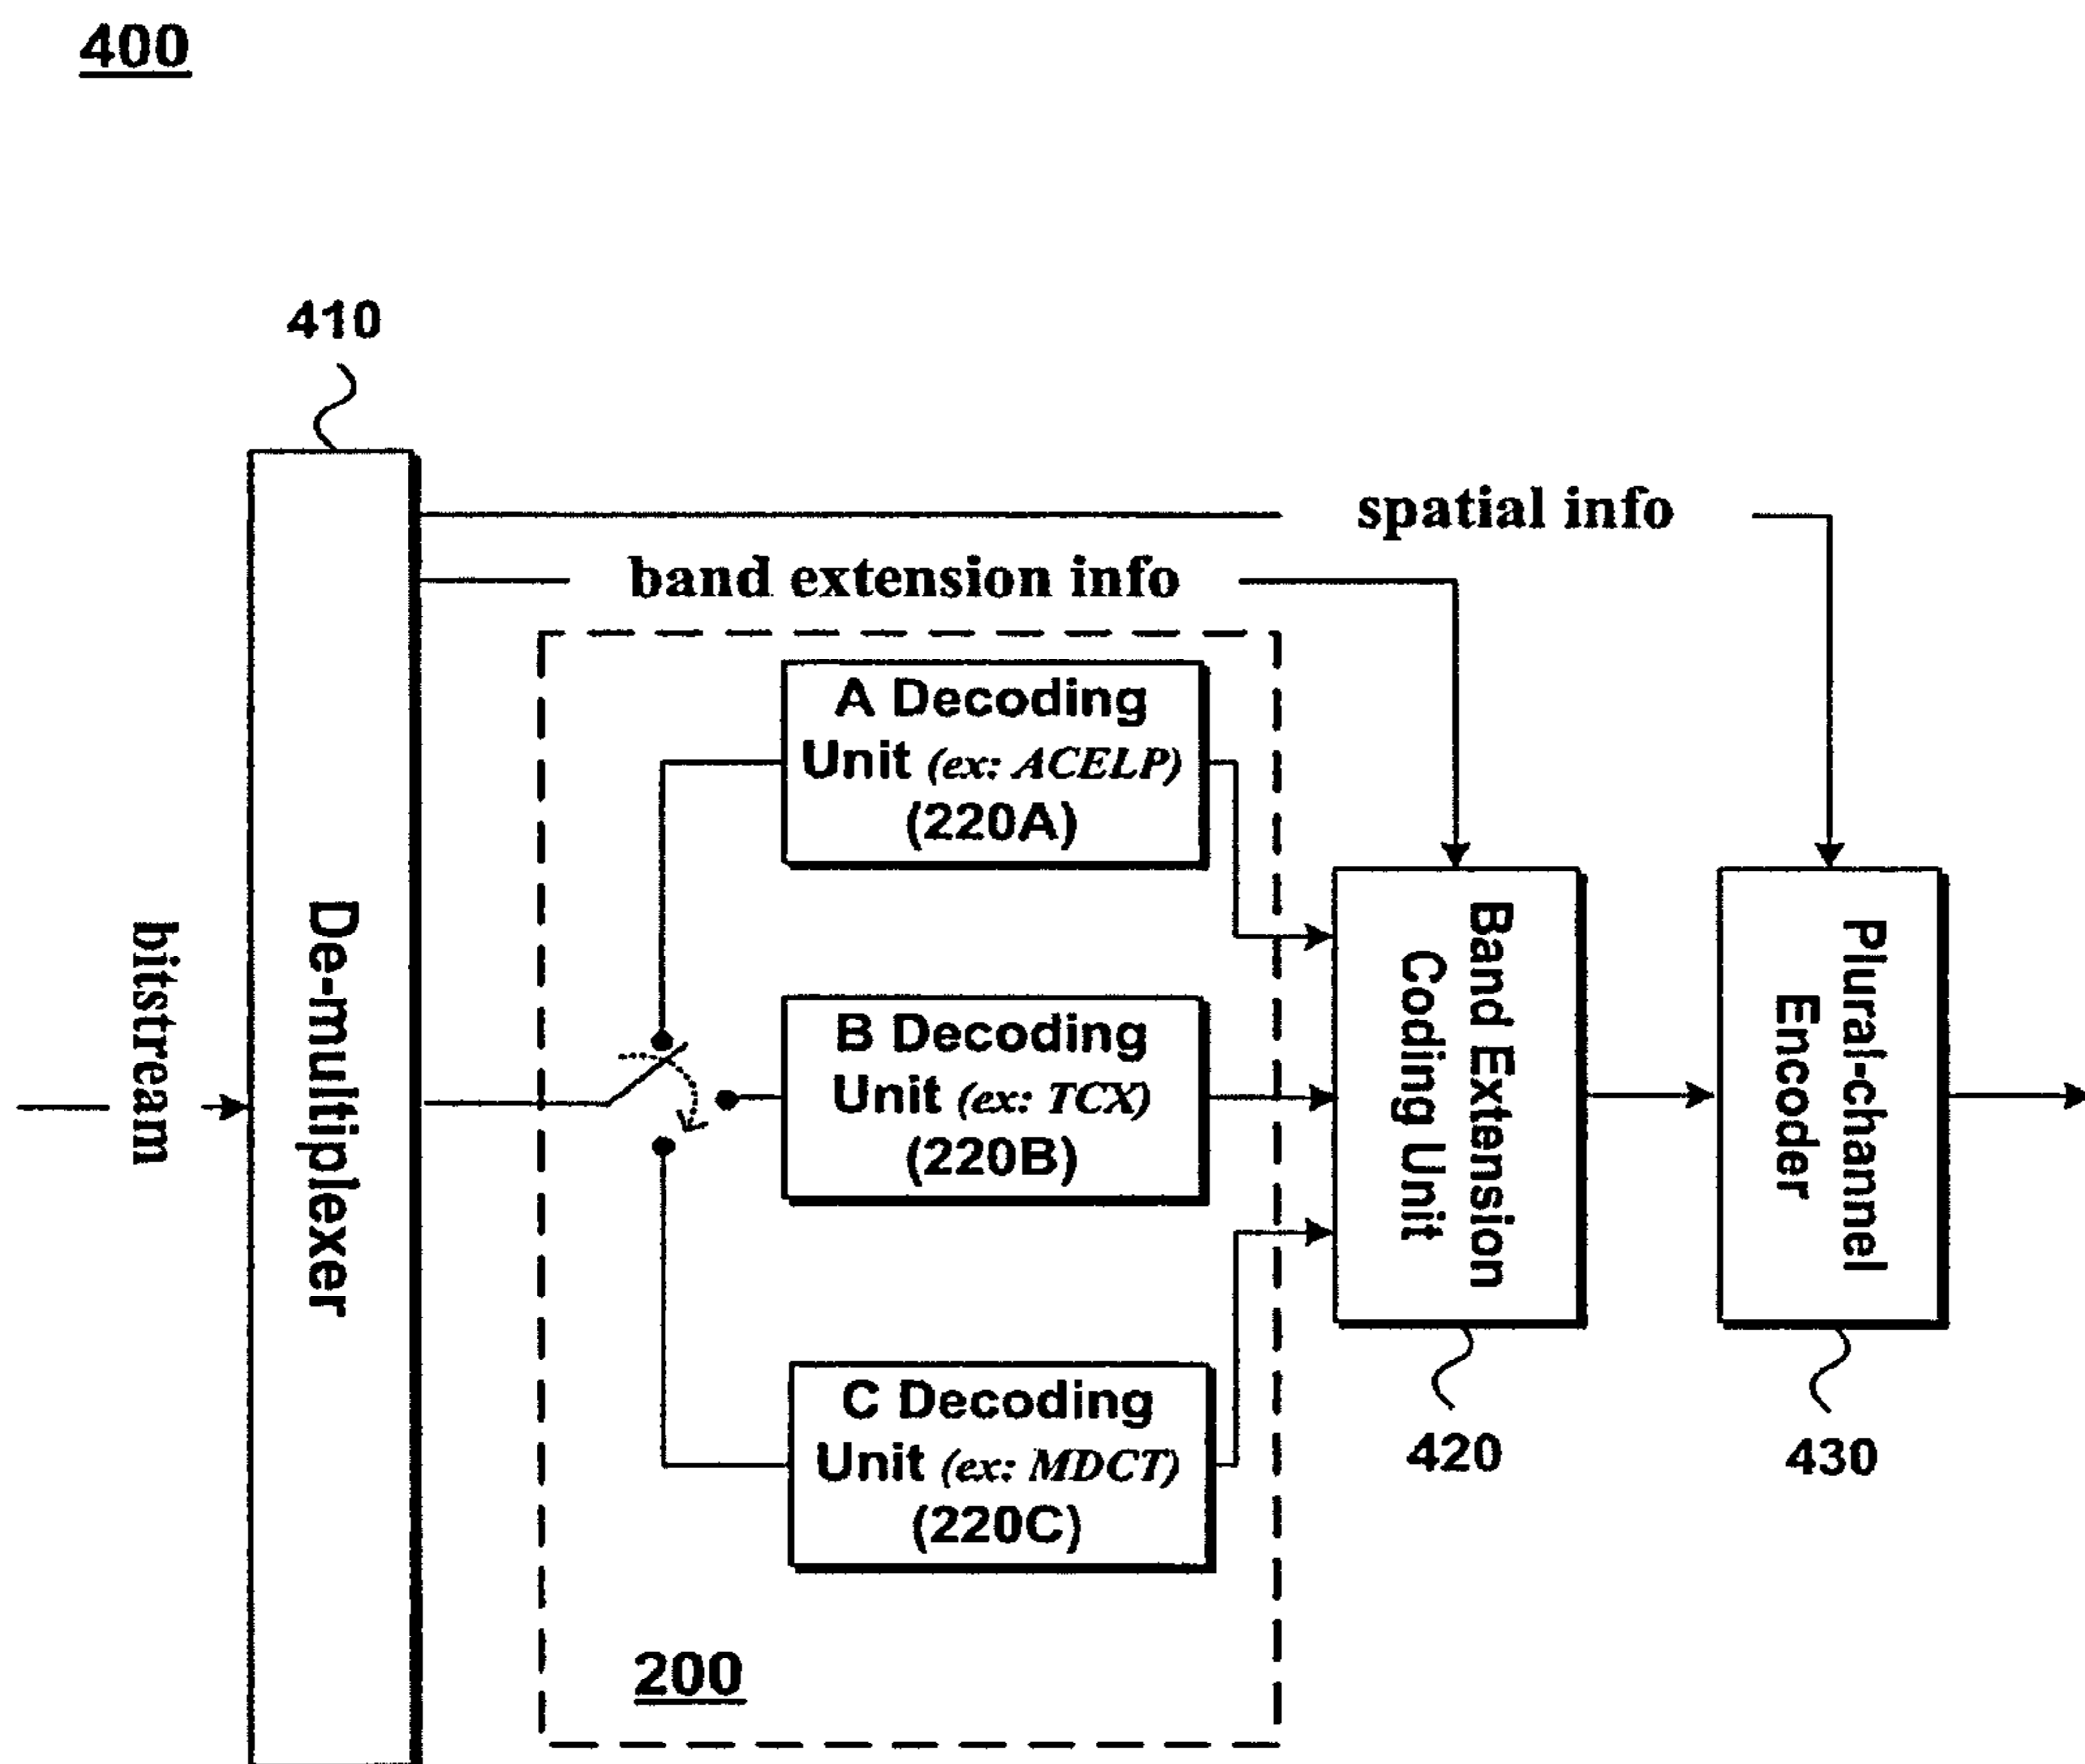 400
410
spatial info
band extension info
A Decoding
Unit (ex: ACELP)
(220A)
bitstream
De-multiplexer
B Decoding
Unit (ex: TCX)
(220B)
Band Extension
Coding Unit
Plural-channel
Encoder
C Decoding
Unit (ex: MDCT)
(220C)
420
430
200